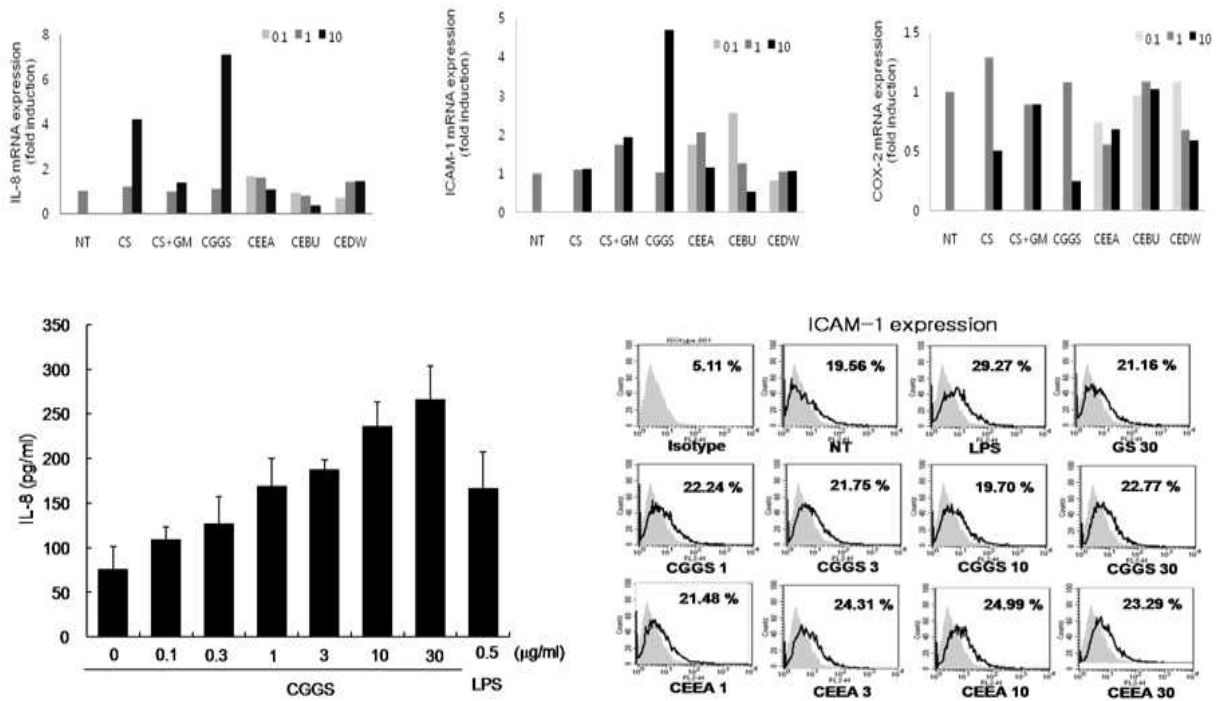 IL-8 mRNA expression
(fold induction)
8
6
4
2
0
0.1 1 10
NT CS CS+GM CGGS CEEA CEBU CEDW
ICAM-1 mRNA expression
(fold induction)
5
4
3
2
1
0
0.1 1 10
NT CS CS+GM CGGS CEEA CEBU CEDW
COX-2 mRNA expression
(fold induction)
1.5
1
0.5
0
0.1 1 10
NT CS CS+GM CGGS CEEA CEBU CEDW
IL-8 (pg/ml)
350
300
250
200
150
100
50
0
0 0.1 0.3 1 3 10 30 0.5 (μg/ml)
CGGS LPS
ICAM-1 expression
5.11 % 19.56 % 29.27 % 21.16 %
Isotype NT LPS GS 30
22.24 % 21.75 % 19.70 % 22.77 %
CGGS 1 CGGS 3 CGGS 10 CGGS 30
21.48 % 24.31 % 24.99 % 23.29 %
CEEA 1 CEEA 3 CEEA 10 CEEA 30